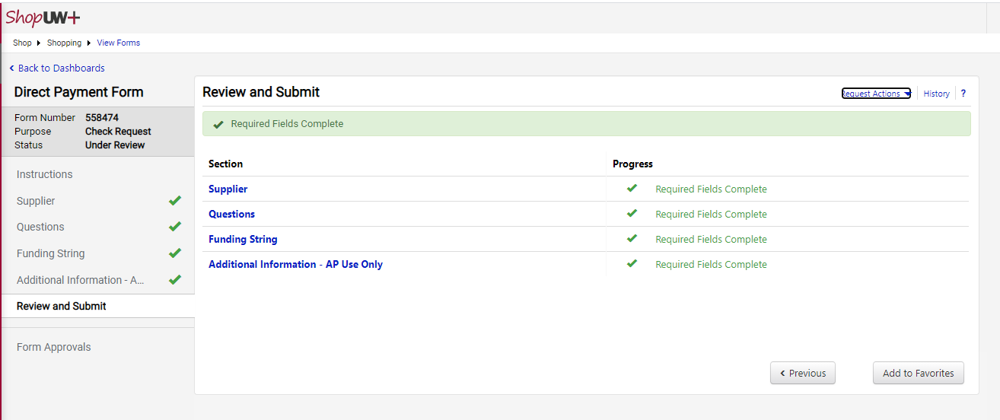 ShopUW+
Shop Shopping View Forms
Back to Dashboards
Direct Payment Form
Form Number 558474
Purpose Check Request
Status Under Review
Instructions
Supplier
Questions
Funding String
Additional Information - A...
Review and Submit
Form Approvals
Review and Submit
Request Actions History ?
Required Fields Complete
Section Progress
Supplier Required Fields Complete
Questions Required Fields Complete
Funding String Required Fields Complete
Additional Information - AP Use Only Required Fields Complete
Previous Add to Favorites